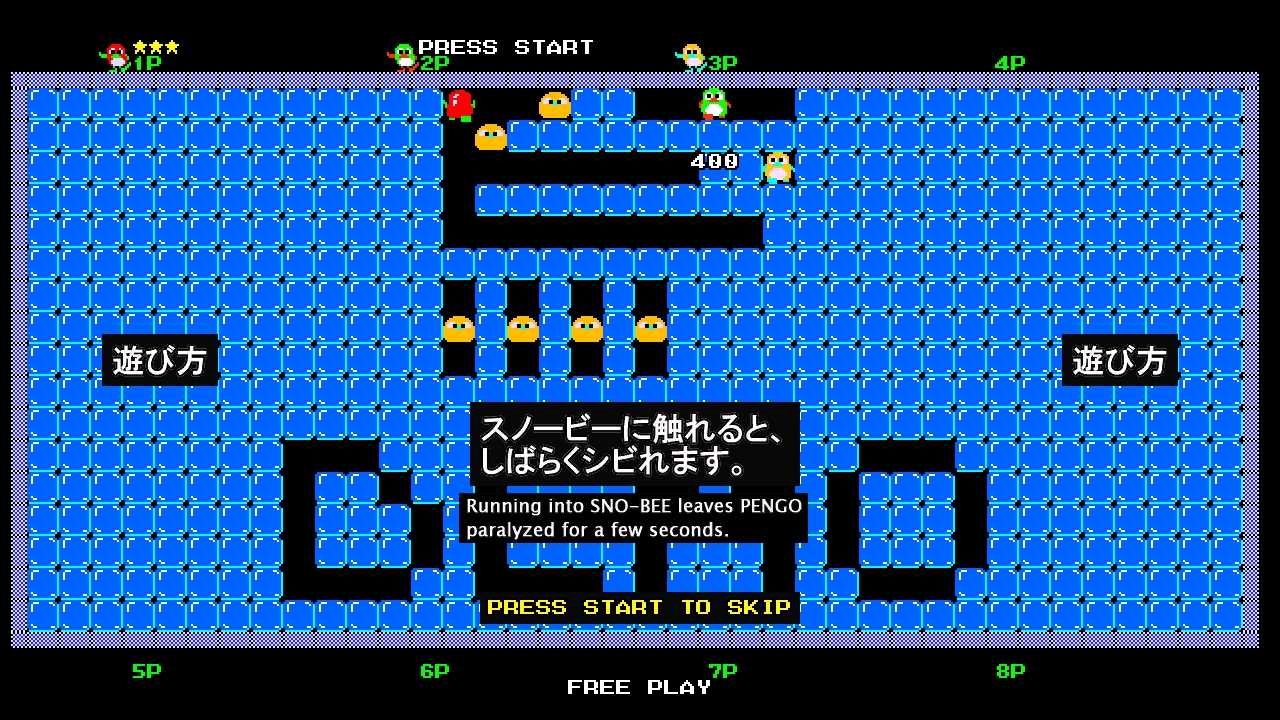 ★★★
1P
PRESS START
2P
3P
4P
400
遊び方
遊び方
スノービーに触れると、
しばらくシビれます。
Running into SNO-BEE leaves PENGO
paralyzed for a few seconds.
PRESS START TO SKIP
5P
6P
7P
8P
FREE PLAY